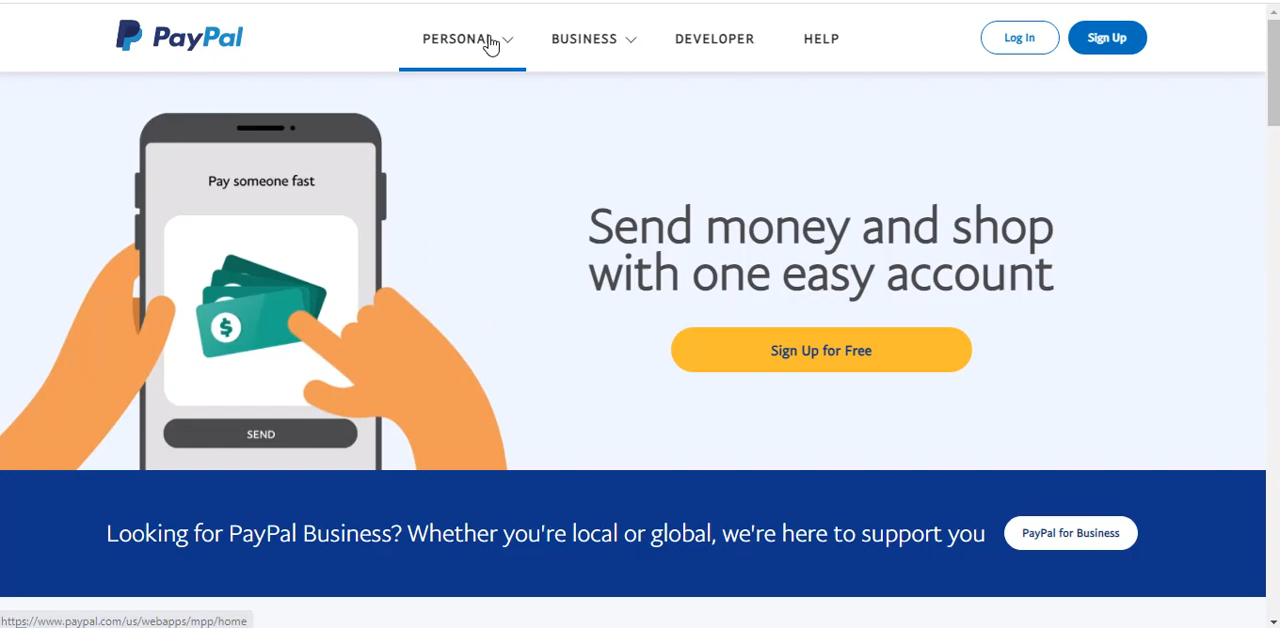 PayPal
PERSONAL
BUSINESS
DEVELOPER
HELP
Log In
Sign Up
Pay someone fast
$
SEND
Send money and shop
with one easy account
Sign Up for Free
Looking for PayPal Business? Whether you're local or global, we're here to support you
PayPal for Business
https://www.paypal.com/us/webapps/mpp/home